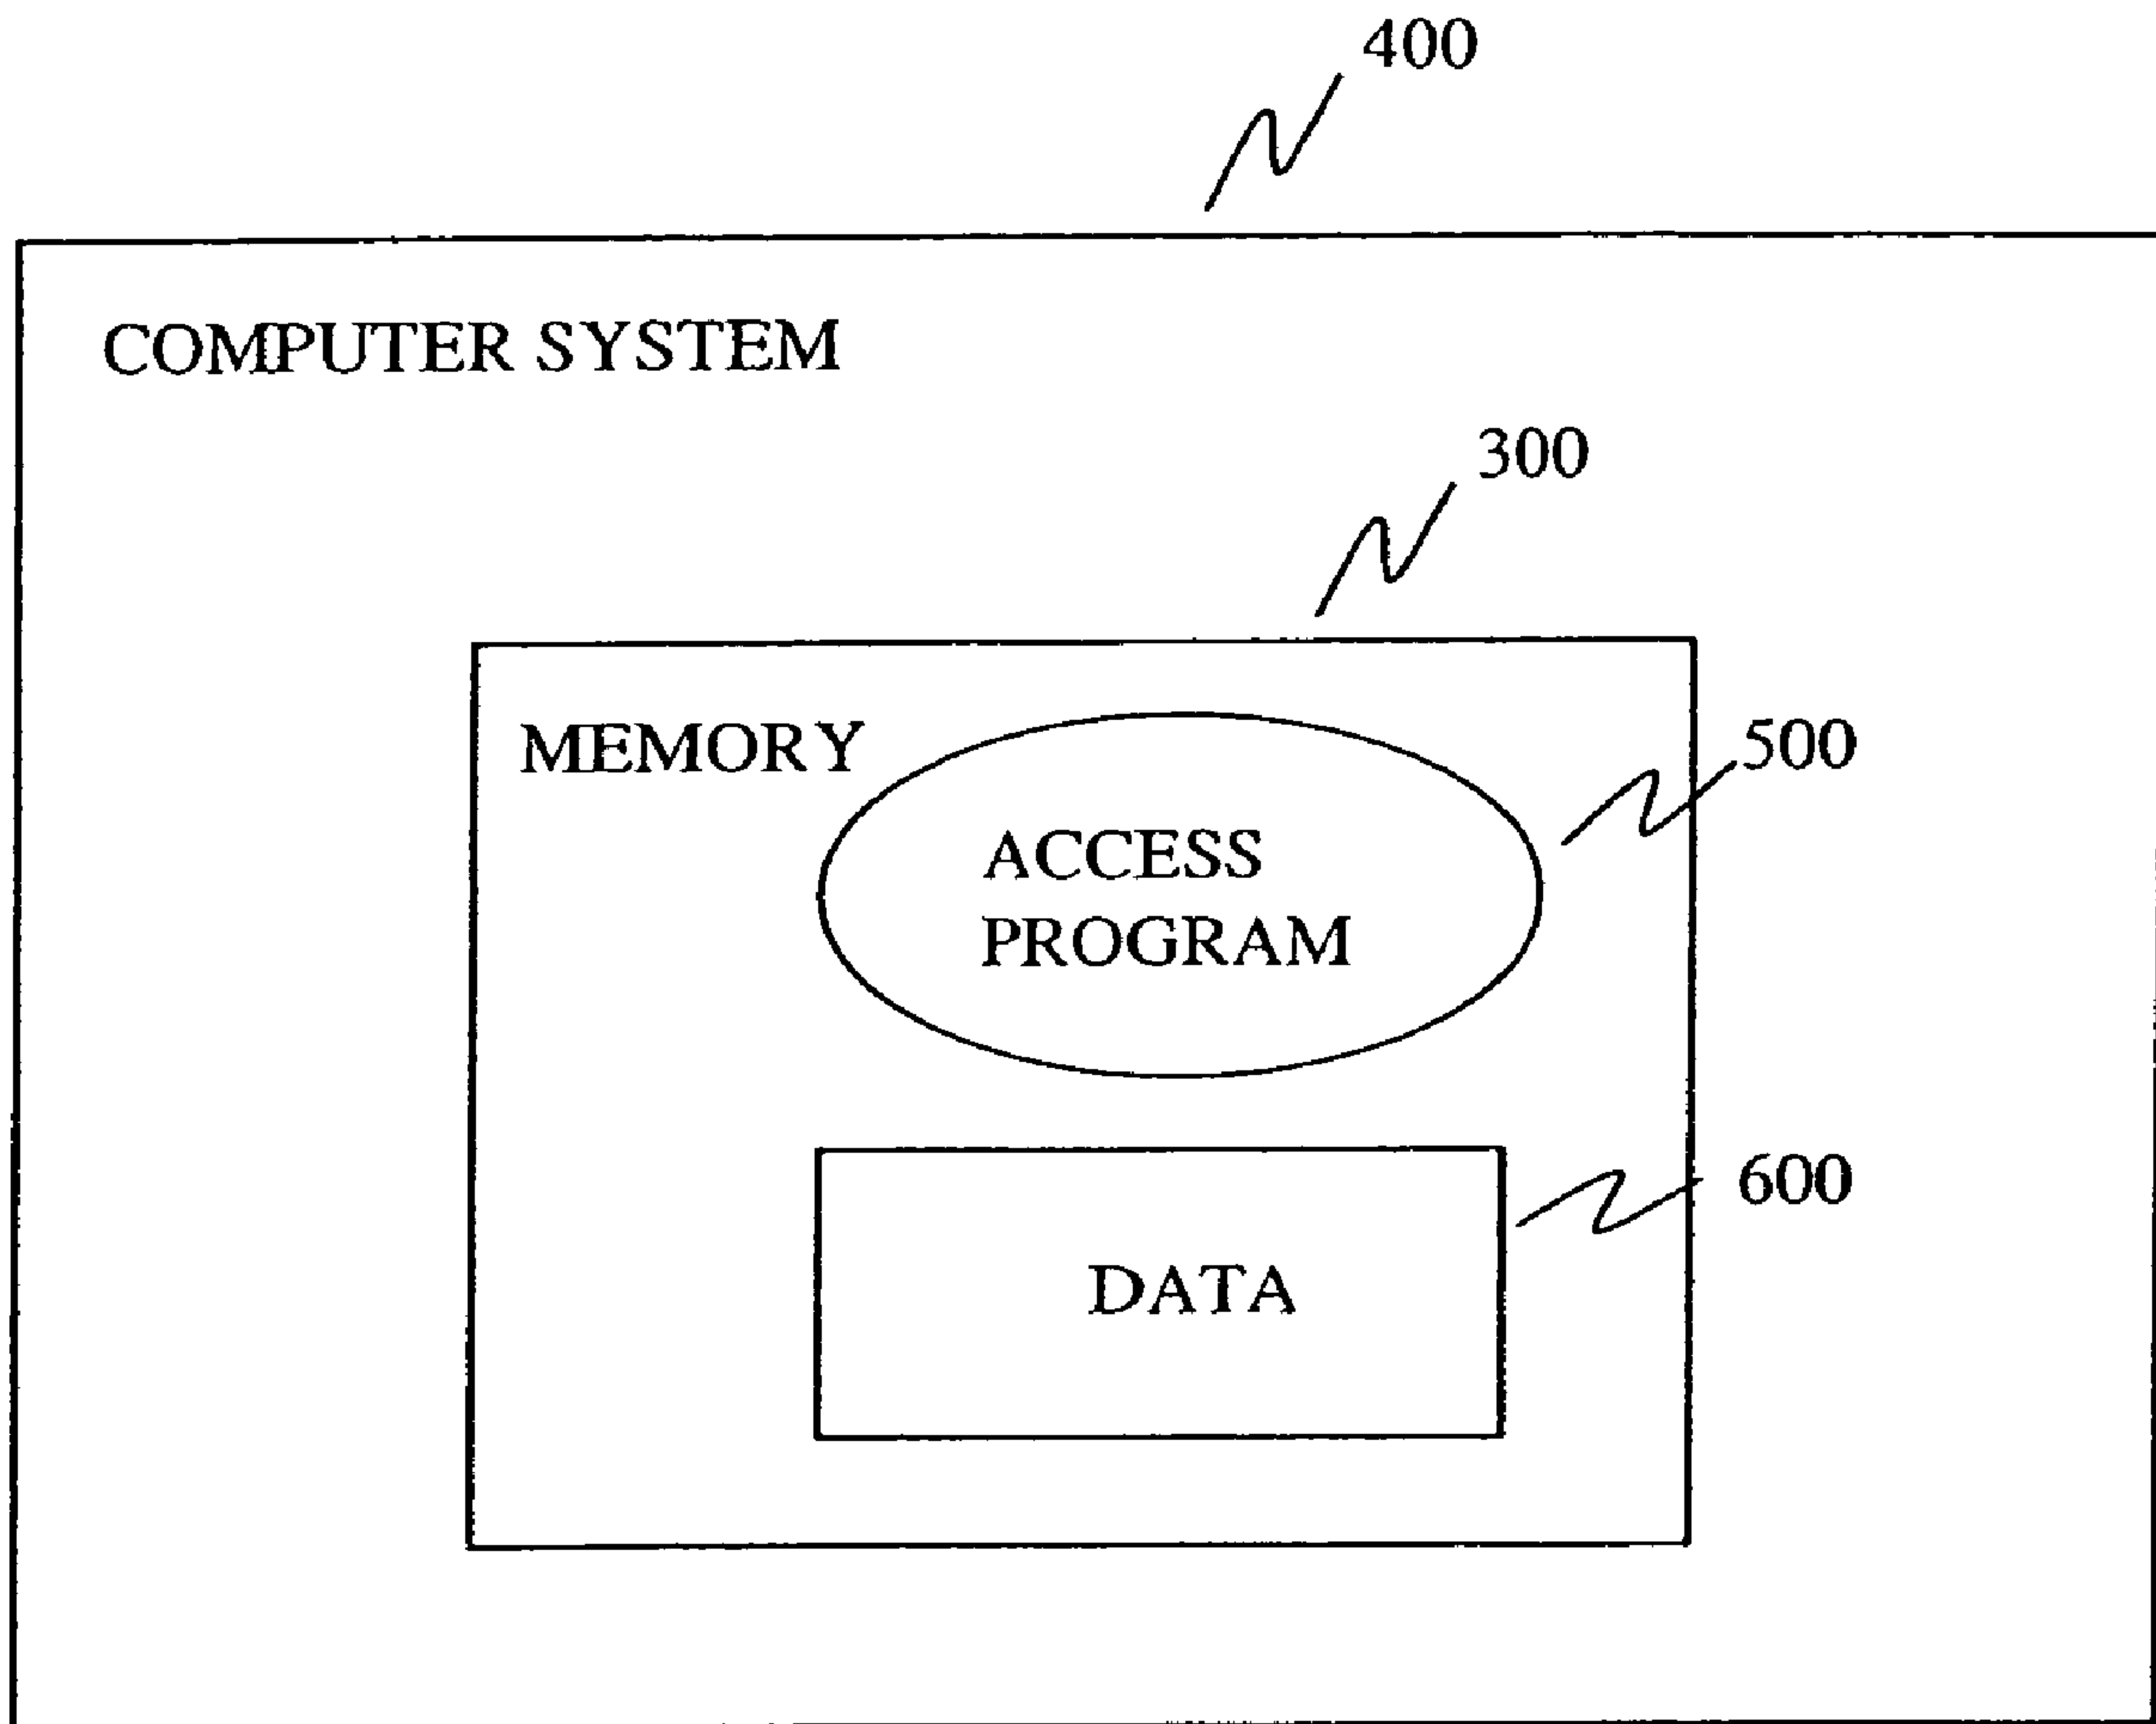 400
COMPUTER SYSTEM
300
MEMORY
500
ACCESS
PROGRAM
600
DATA